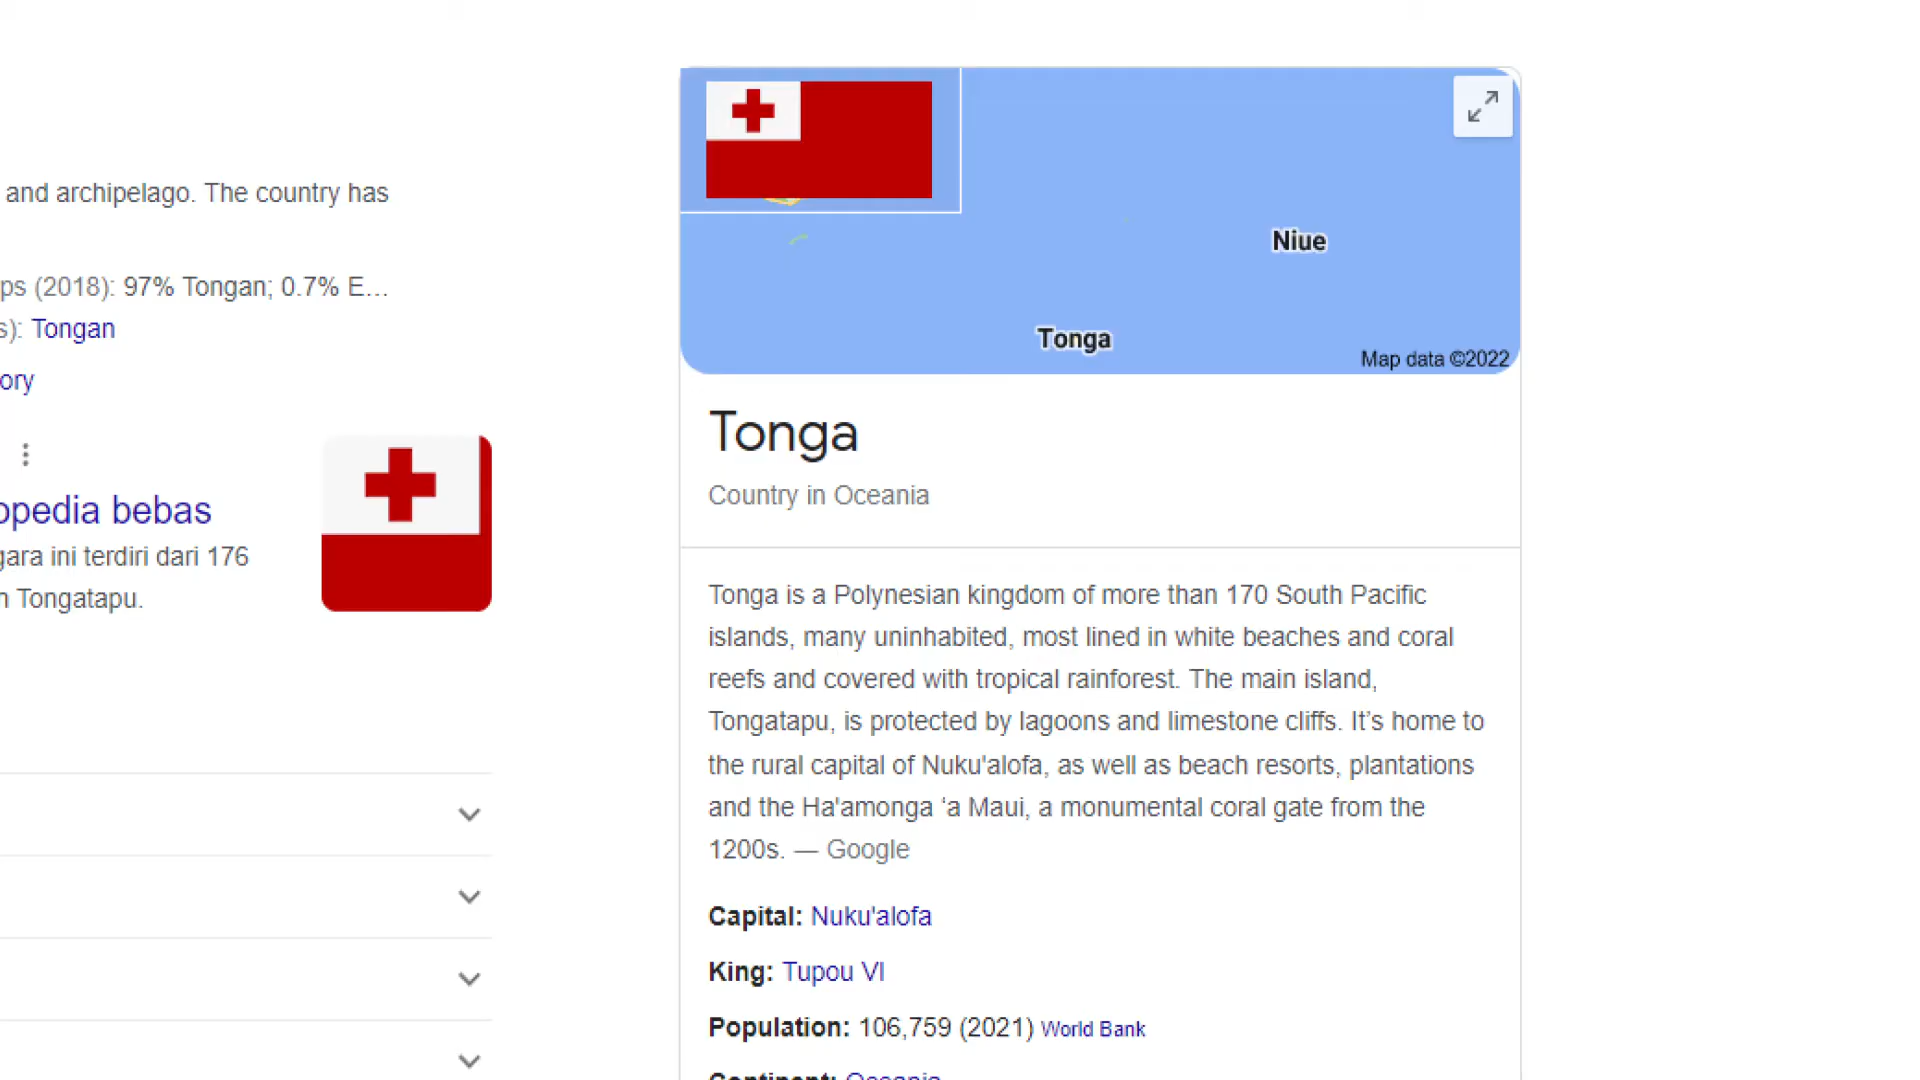 and archipelago. The country has
ps (2018): 97% Tongan; 0.7% E...
s): Tongan
ory
opedia bebas
gara ini terdiri dari 176
n Tongatapu.
Niue
Tonga
Map data ©2022
Tonga
Country in Oceania
Tonga is a Polynesian kingdom of more than 170 South Pacific
islands, many uninhabited, most lined in white beaches and coral
reefs and covered with tropical rainforest. The main island,
Tongatapu, is protected by lagoons and limestone cliffs. It’s home to
the rural capital of Nuku'alofa, as well as beach resorts, plantations
and the Ha'amonga ‘a Maui, a monumental coral gate from the
1200s. — Google
Capital: Nuku'alofa
King: Tupou VI
Population: 106,759 (2021) World Bank
Continent: Oceania